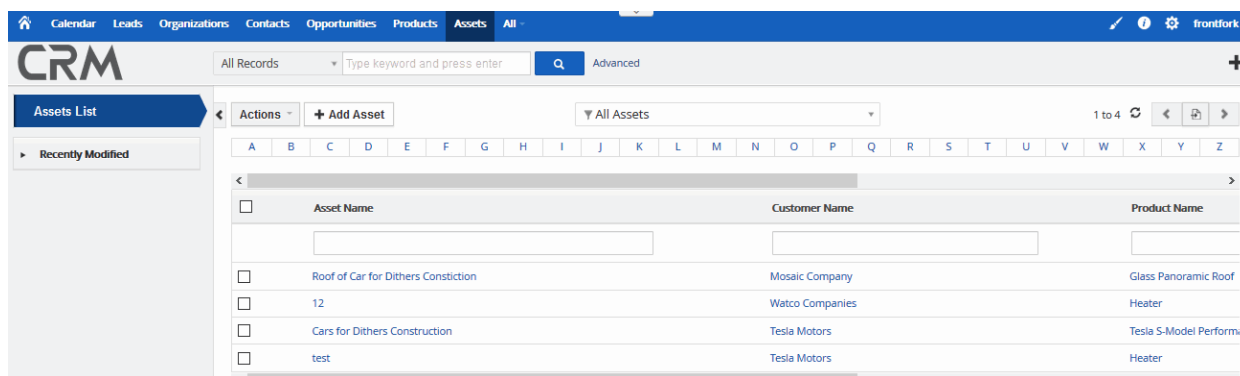 Calendar Leads Organizations Contacts Opportunities Products Assets All frontfork
CRM All Records Type keyword and press enter Advanced
Assets List Actions Add Asset All Assets 1 to 4
Recently Modified A B C D E F G H I J K L M N O P Q R S T U V W X Y Z
Asset Name Customer Name Product Name
Roof of Car for Dithers Constiction Mosaic Company Glass Panoramic Roof
12 Watco Companies Heater
Cars for Dithers Construction Tesla Motors Tesla S-Model Performa
test Tesla Motors Heater